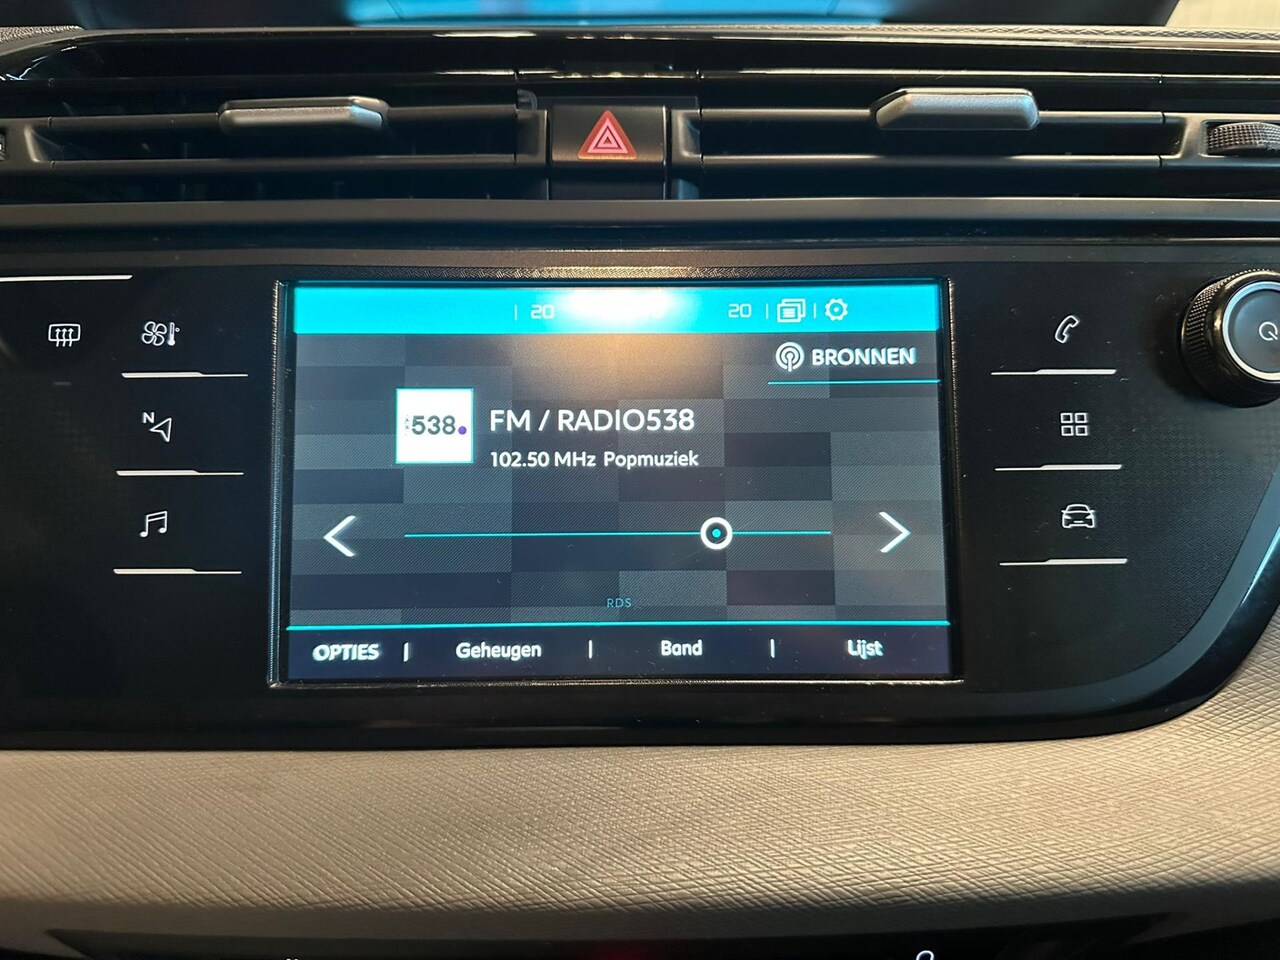 20
20
BRONNEN
538
FM / RADIO538
102.50 MHz Popmuziek
N
RDS
OPTIES | Geheugen | Band | Lijst